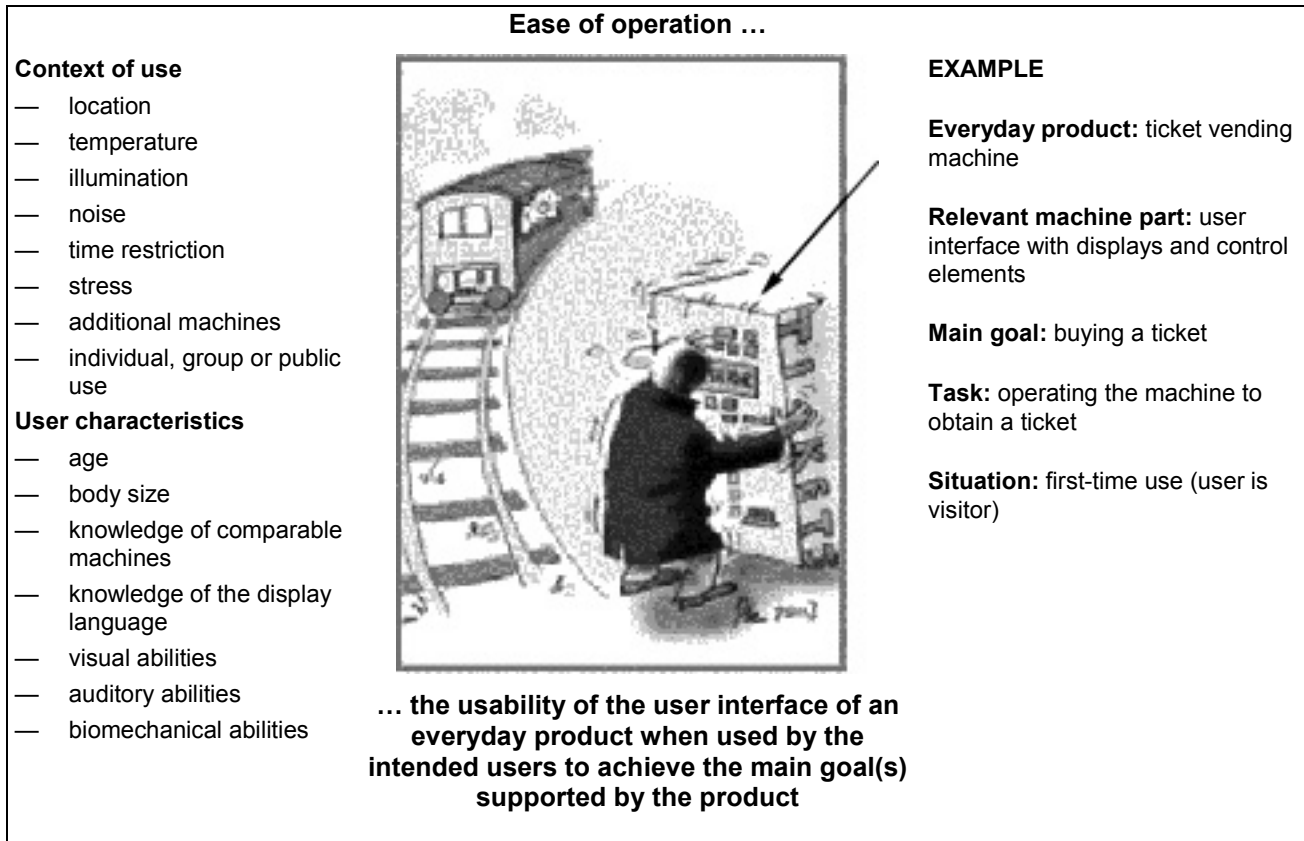 Ease of operation …
Context of use
— location
— temperature
— illumination
— noise
— time restriction
— stress
— additional machines
— individual, group or public
use
User characteristics
— age
— body size
— knowledge of comparable
machines
— knowledge of the display
language
— visual abilities
— auditory abilities
— biomechanical abilities
TICKETS
… the usability of the user interface of an
everyday product when used by the
intended users to achieve the main goal(s)
supported by the product
EXAMPLE
Everyday product: ticket vending
machine
Relevant machine part: user
interface with displays and control
elements
Main goal: buying a ticket
Task: operating the machine to
obtain a ticket
Situation: first-time use (user is
visitor)